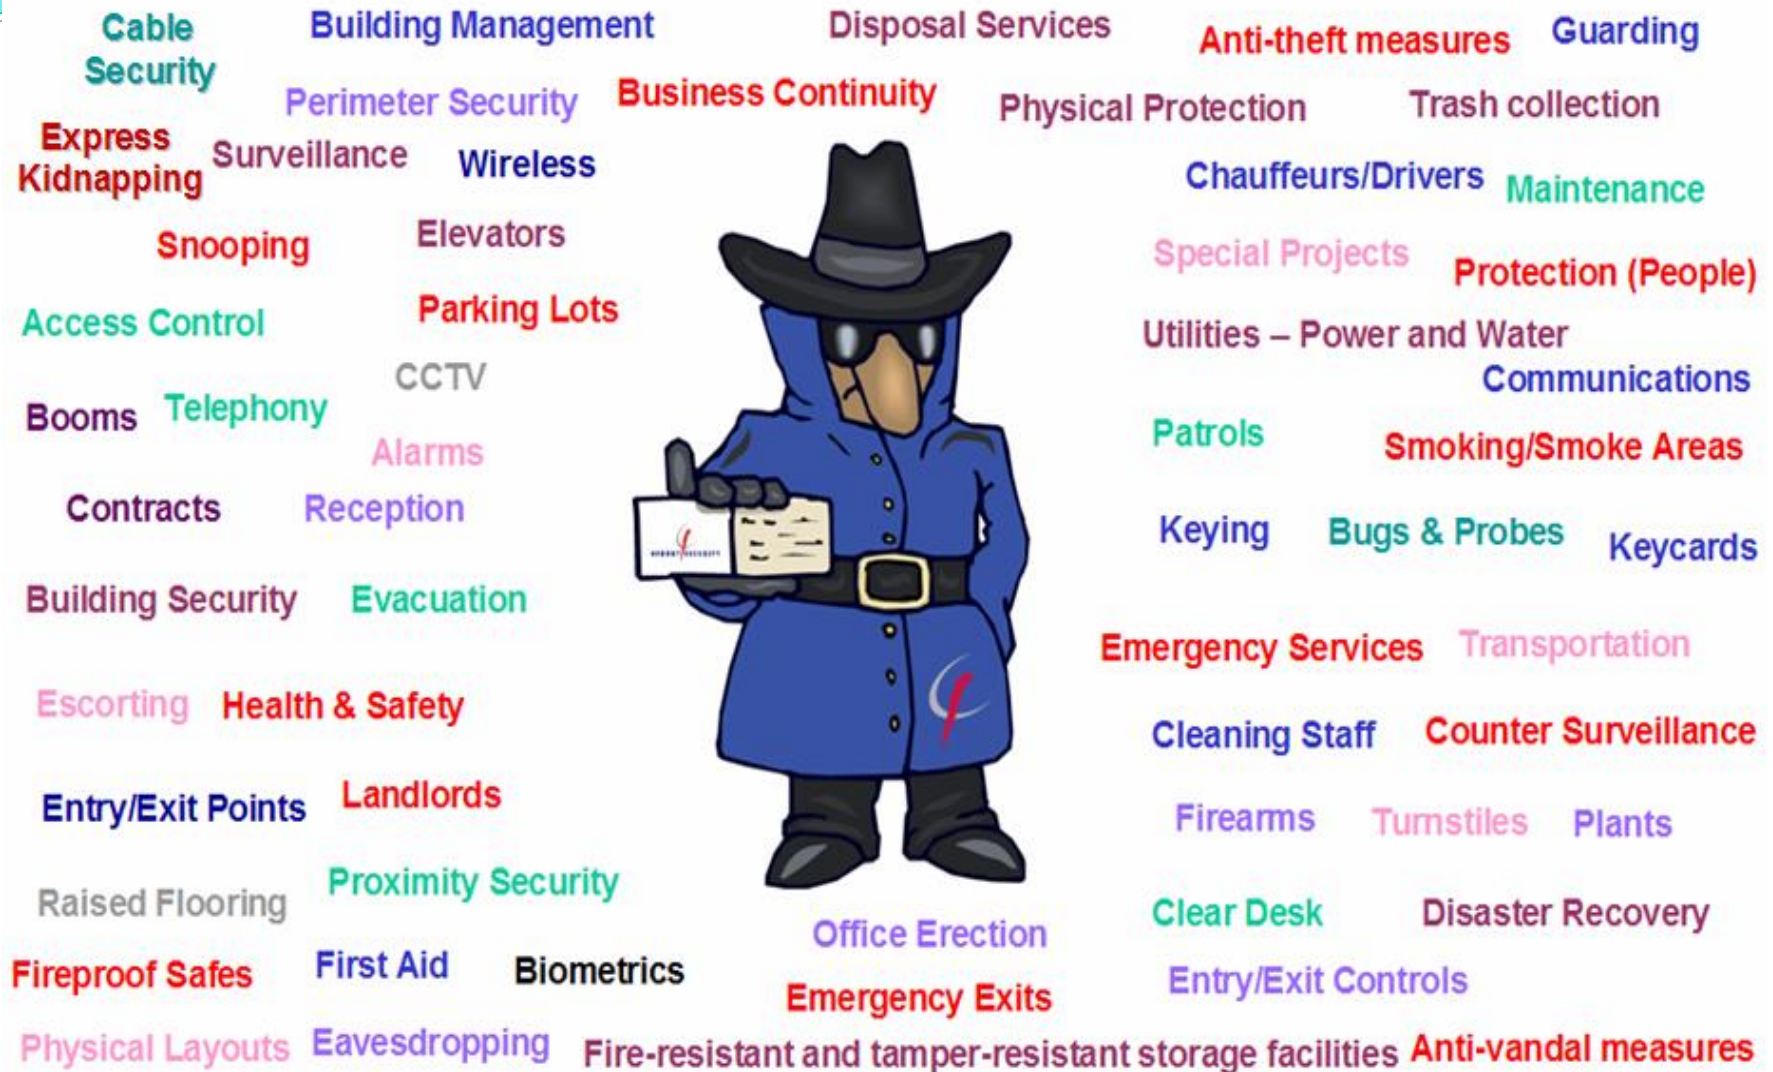 Cable
Security
Building Management
Disposal Services
Anti-theft measures
Guarding
Perimeter Security
Business Continuity
Physical Protection
Trash collection
Express
Kidnapping
Surveillance
Wireless
Chauffeurs/Drivers
Maintenance
Snooping
Elevators
Special Projects
Protection (People)
Access Control
Parking Lots
Utilities – Power and Water
CCTV
Communications
Booms
Telephony
Alarms
Patrols
Smoking/Smoke Areas
Contracts
Reception
Keying
Bugs & Probes
Keycards
Building Security
Evacuation
Emergency Services
Transportation
Escorting
Health & Safety
Cleaning Staff
Counter Surveillance
Entry/Exit Points
Landlords
Firearms
Turnstiles
Plants
Raised Flooring
Proximity Security
Office Erection
Clear Desk
Disaster Recovery
Fireproof Safes
First Aid
Biometrics
Emergency Exits
Entry/Exit Controls
Physical Layouts
Eavesdropping
Fire-resistant and tamper-resistant storage facilities
Anti-vandal measures